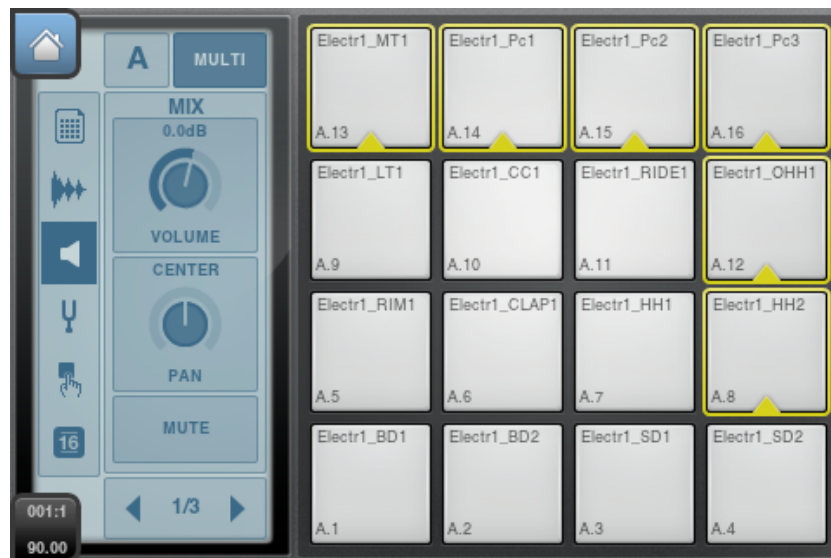 A
MULTI
MIX
0.0dB
VOLUME
CENTER
PAN
MUTE
16
1/3
001:1
90.00
Electr1_MT1
A.13
Electr1_Pc1
A.14
Electr1_Pc2
A.15
Electr1_Pc3
A.16
Electr1_LT1
A.9
Electr1_CC1
A.10
Electr1_RIDE1
A.11
Electr1_OHH1
A.12
Electr1_RIM1
A.5
Electr1_CLAP1
A.6
Electr1_HH1
A.7
Electr1_HH2
A.8
Electr1_BD1
A.1
Electr1_BD2
A.2
Electr1_SD1
A.3
Electr1_SD2
A.4